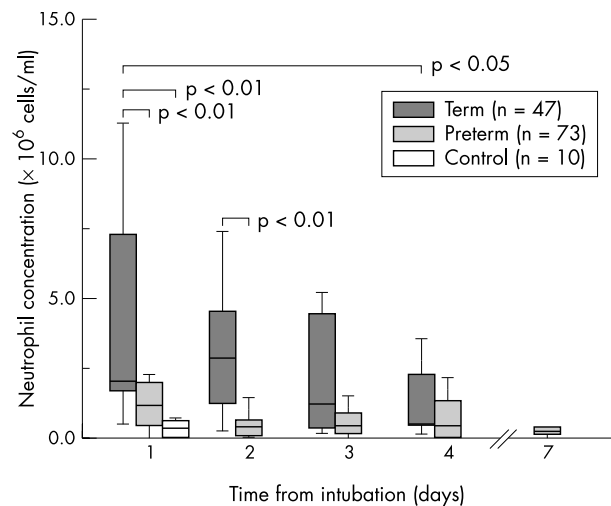 15.0
p < 0.05
p < 0.01
p < 0.01
Term (n = 47)
Preterm (n = 73)
Control (n = 10)
10.0
p < 0.01
5.0
0.0
Neutrophil concentration (× 10⁶ cells/ml)
1 2 3 4 7
Time from intubation (days)